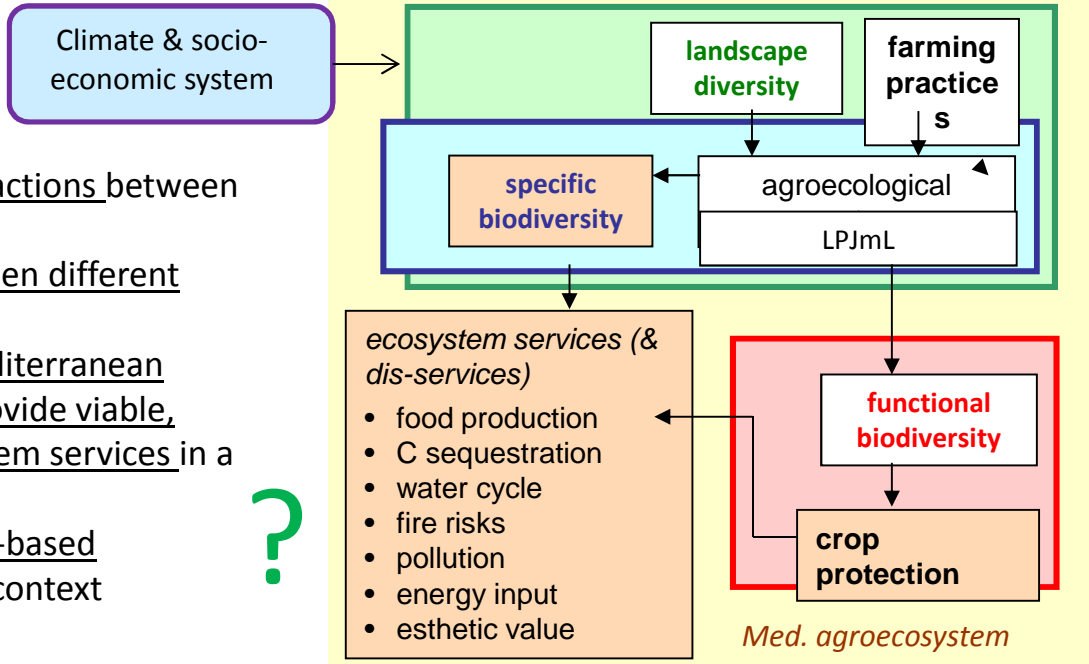 Climate & socio-
economic system
landscape
diversity
farming
practice
s
specific
biodiversity
agroecological
LPJmL
actions between
en different
diterranean
ovide viable,
em services in a
-based
context
?
ecosystem services (&
dis-services)
• food production
• C sequestration
• water cycle
• fire risks
• pollution
• energy input
• esthetic value
functional
biodiversity
crop
protection
Med. agroecosystem